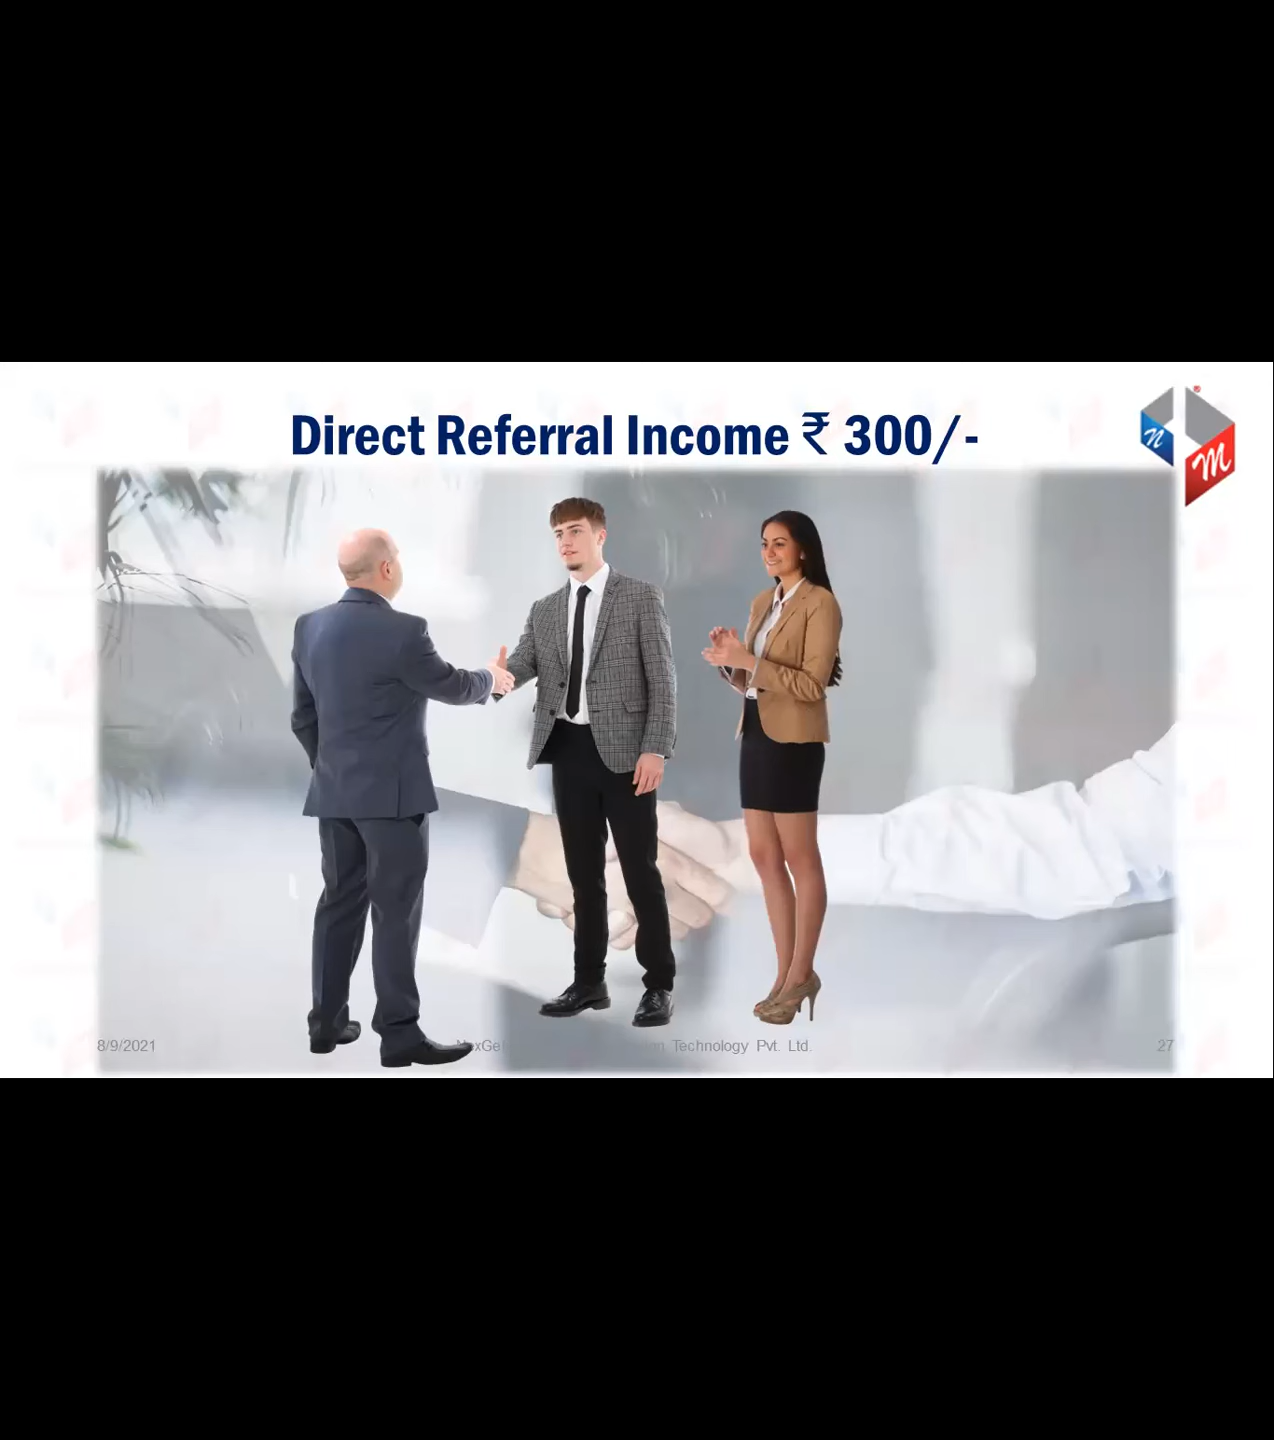 Direct Referral Income ₹ 300/-
n
M
8/9/2021
Technology Pvt. Ltd.
27